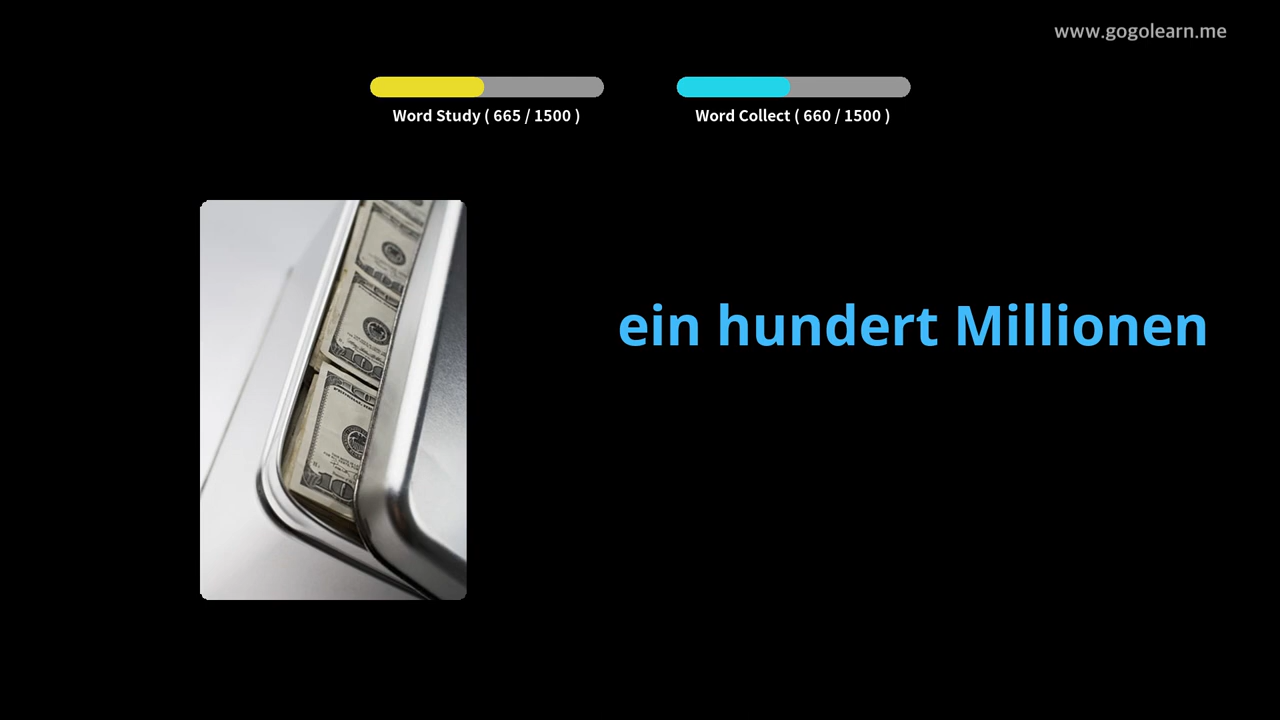 www.gogolearn.me
Word Study ( 665 / 1500 )
Word Collect ( 660 / 1500 )
ein hundert Millionen